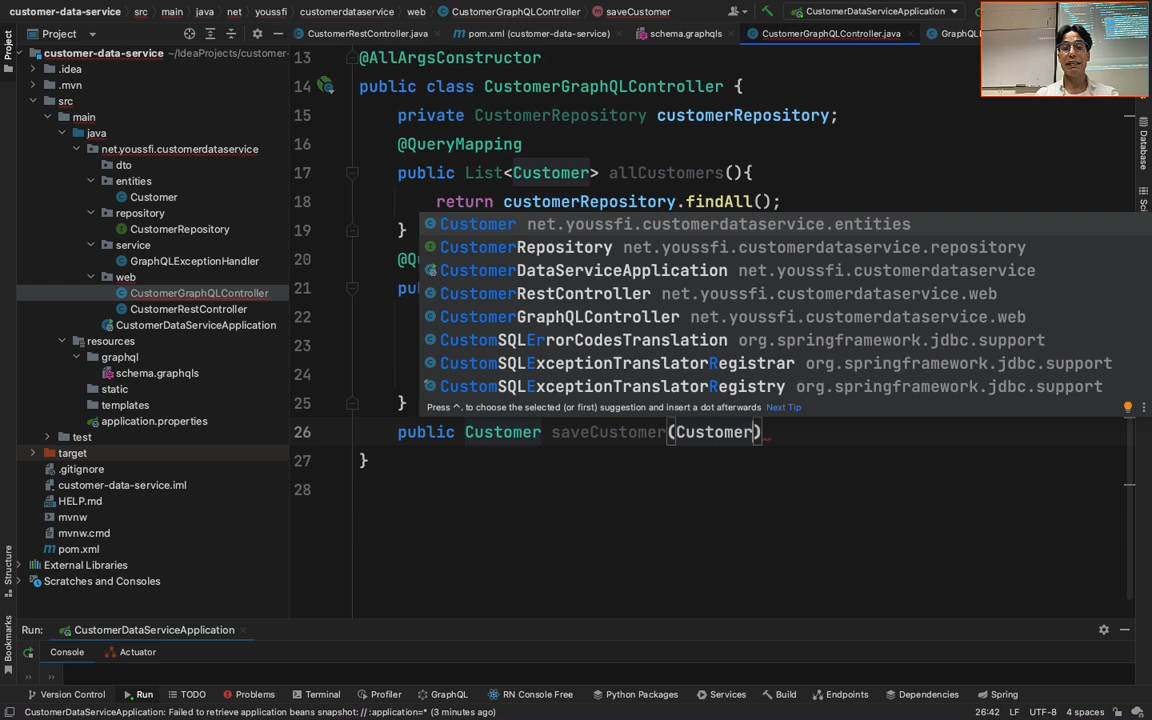 customer-data-service src main java net youssfi customerdataservice web CustomerGraphQLController saveCustomer
CustomerDataServiceApplication
Project
CustomerRestController.java
pom.xml (customer-data-service)
schema.graphqls
CustomerGraphQLController.java
Project
customer-data-service ~/IdeaProjects/customer-
.idea
.mvn
src
main
java
net.youssfi.customerdataservice
dto
entities
Customer
repository
CustomerRepository
service
GraphQLExceptionHandler
web
CustomerGraphQLController
CustomerRestController
CustomerDataServiceApplication
resources
graphql
schema.graphqls
static
templates
application.properties
test
target
.gitignore
customer-data-service.iml
HELP.md
mvnw
mvnw.cmd
pom.xml
External Libraries
Scratches and Consoles
Structure
Bookmarks
Database
13 @AllArgsConstructor
14 public class CustomerGraphQLController {
15 private CustomerRepository customerRepository;
16 @QueryMapping
17 public List<Customer> allCustomers(){
18 return customerRepository.findAll();
19 }
20
21
22
23
24
25 }
26 public Customer saveCustomer(Customer)
27 }
28
Customer net.youssfi.customerdataservice.entities
CustomerRepository net.youssfi.customerdataservice.repository
CustomerDataServiceApplication net.youssfi.customerdataservice
CustomerRestController net.youssfi.customerdataservice.web
CustomerGraphQLController net.youssfi.customerdataservice.web
CustomSQLErrorCodesTranslation org.springframework.jdbc.support
CustomSQLExceptionTranslatorRegistrar org.springframework.jdbc.support
CustomSQLExceptionTranslatorRegistry org.springframework.jdbc.support
Press ^. to choose the selected (or first) suggestion and insert a dot afterwards Next Tip
Run: CustomerDataServiceApplication
Console Actuator
Version Control Run TODO Problems Terminal Profiler GraphQL RN Console Free Python Packages Services Build Endpoints Dependencies Spring
CustomerDataServiceApplication: Failed to retrieve application beans snapshot: // :application=* (3 minutes ago)
26:42 LF UTF-8 4 spaces